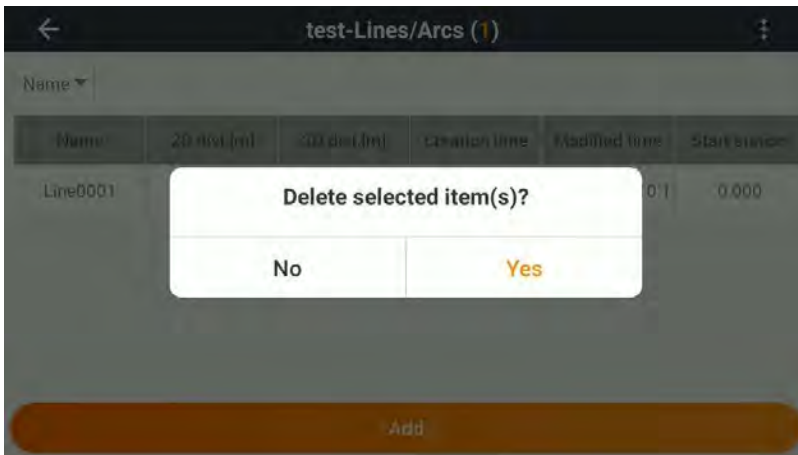 test-Lines/Arcs (1)
Name
Name 20 dist.(m) 3D dist.(m) Creation time Modified time Start station
Line0001 0.000
Delete selected item(s)?
No Yes
Add